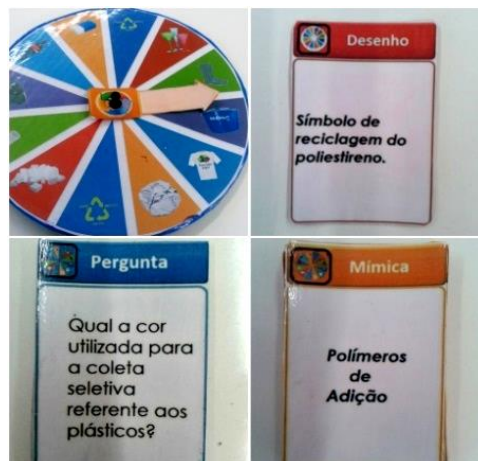 Desenho
Símbolo de
reciclagem do
poliestireno.
Pergunta
Qual a cor
utilizada para
a coleta
seletiva
referente aos
plásticos?
Mímica
Polímeros
de
Adição